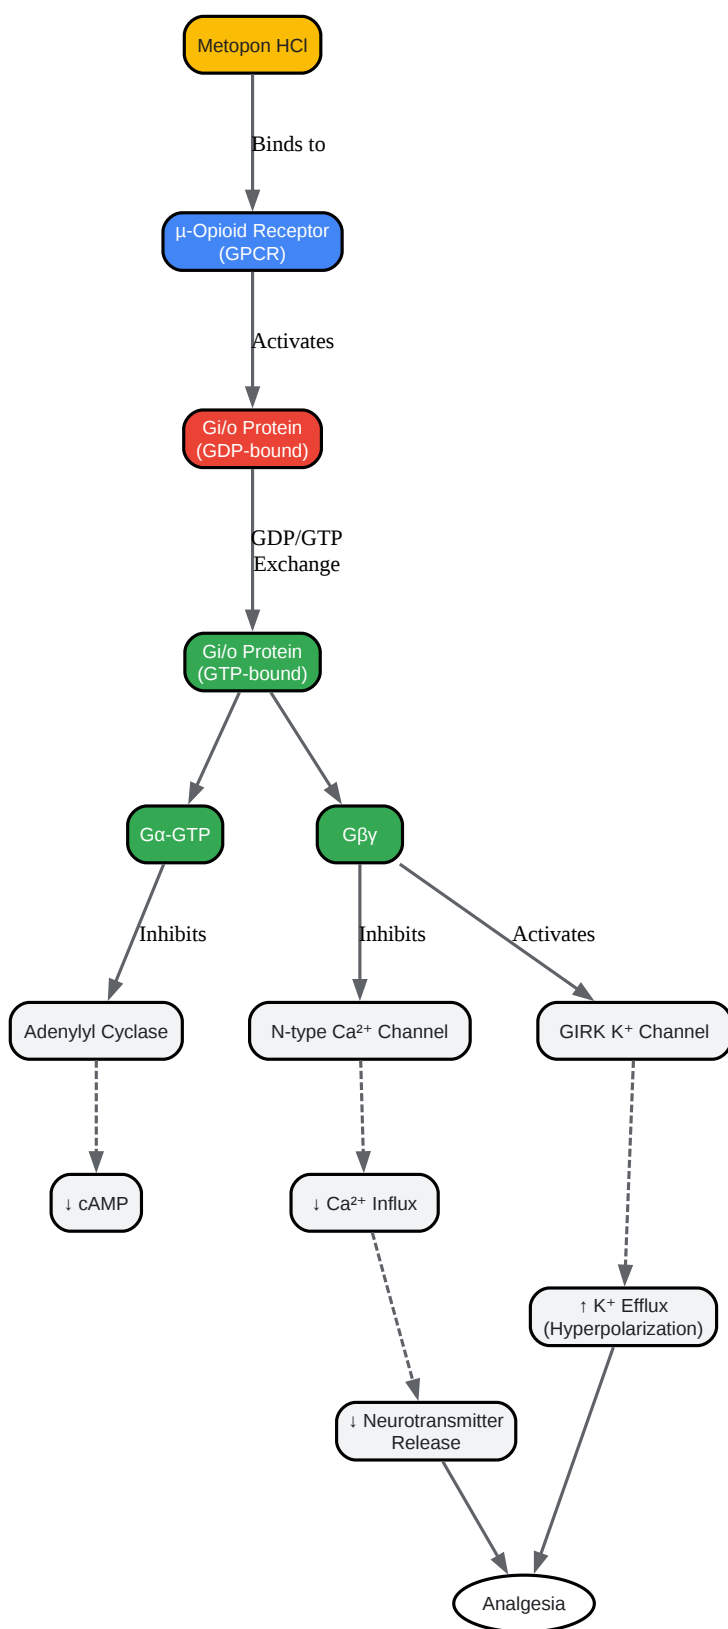 Metopon HCl
Binds to
µ-Opioid Receptor
(GPCR)
Activates
Gi/o Protein
(GDP-bound)
GDP/GTP
Exchange
Gi/o Protein
(GTP-bound)
Gα-GTP
Gβγ
Inhibits
Inhibits
Activates
Adenylyl Cyclase
N-type Ca²⁺ Channel
GIRK K⁺ Channel
↓ cAMP
↓ Ca²⁺ Influx
↑ K⁺ Efflux
(Hyperpolarization)
↓ Neurotransmitter
Release
Analgesia